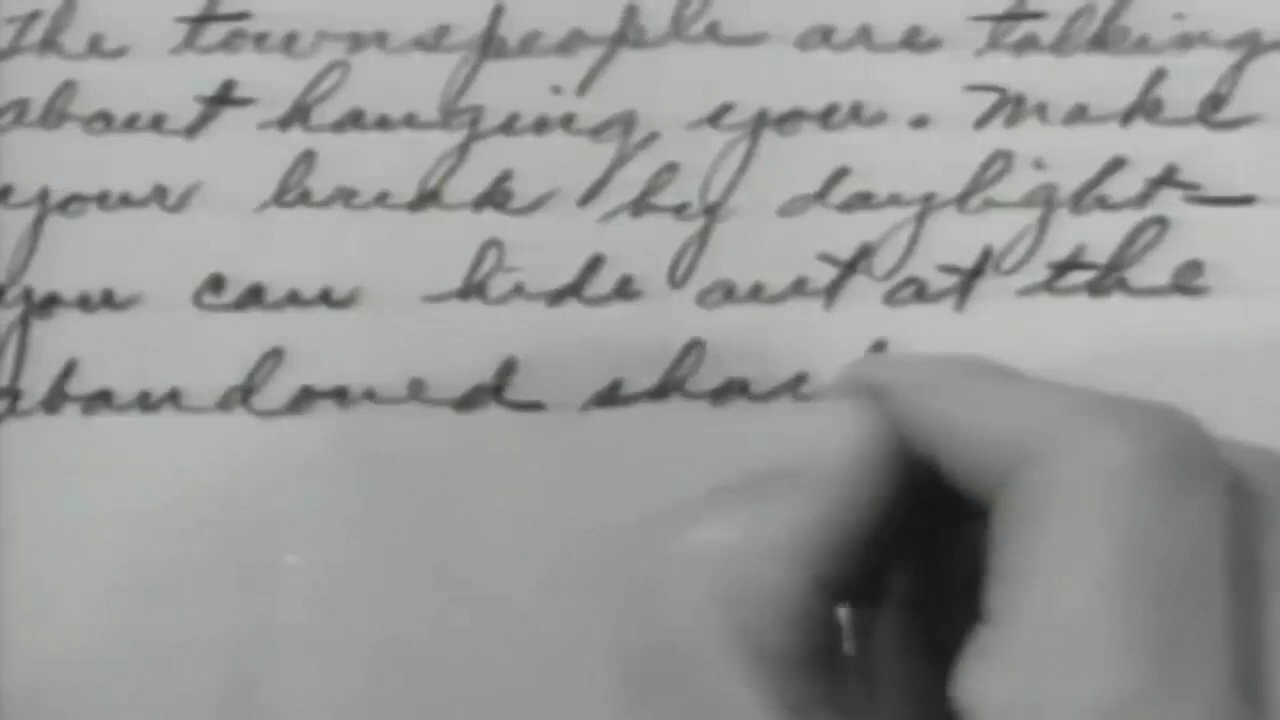 The townspeople are talking
about hanging you. Make
your break by daylight—
you can hide out at the
abandoned